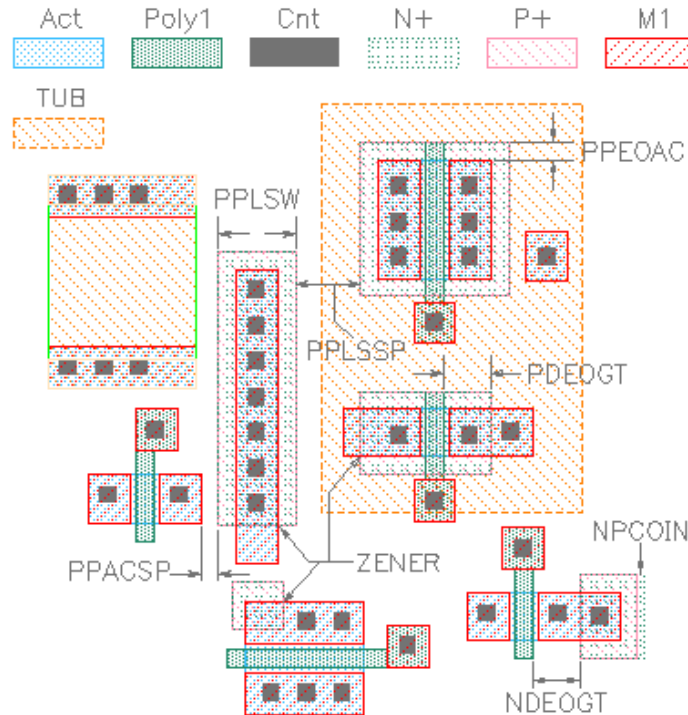 Act Poly1 Cnt N+ P+ M1
TUB
PPEOAC
PPLSW
PPLSSP
PDEOGT
NPCOIN
PPACSP
ZENER
NDEOGT